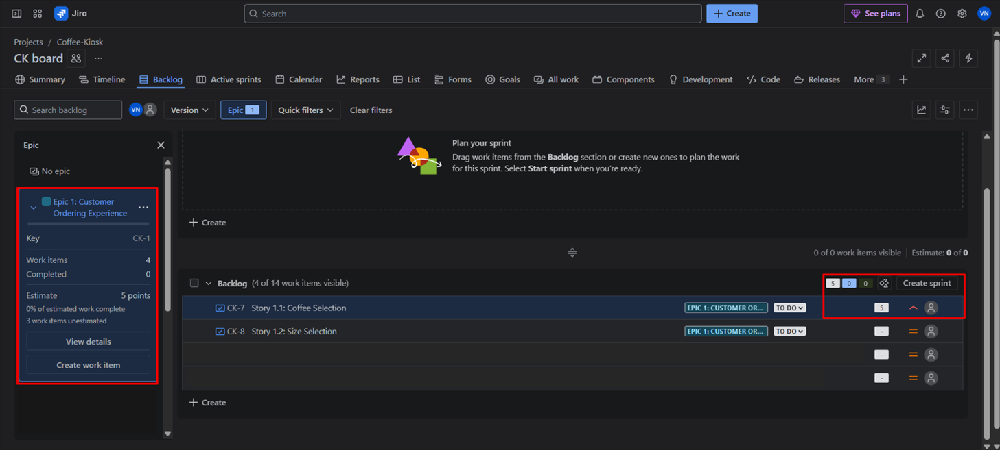 Jira
Search
Create
See plans
VN
Projects / Coffee-Kiosk
CK board
Summary
Timeline
Backlog
Active sprints
Calendar
Reports
List
Forms
Goals
All work
Components
Development
Code
Releases
More 3
Search backlog
VN
Version
Epic 1
Quick filters
Clear filters
Epic
No epic
Epic 1: Customer
Ordering Experience
Key CK-1
Work items 4
Completed 0
Estimate 5 points
0% of estimated work complete
3 work items unestimated
View details
Create work item
Plan your sprint
Drag work items from the Backlog section or create new ones to plan the work
for this sprint. Select Start sprint when you're ready.
Create
0 of 0 work items visible
Estimate: 0 of 0
Backlog (4 of 14 work items visible)
5 0 0 Create sprint
CK-7 Story 1.1: Coffee Selection EPIC 1: CUSTOMER OR... TO DO 5
CK-8 Story 1.2: Size Selection EPIC 1: CUSTOMER OR... TO DO -
-
-
Create